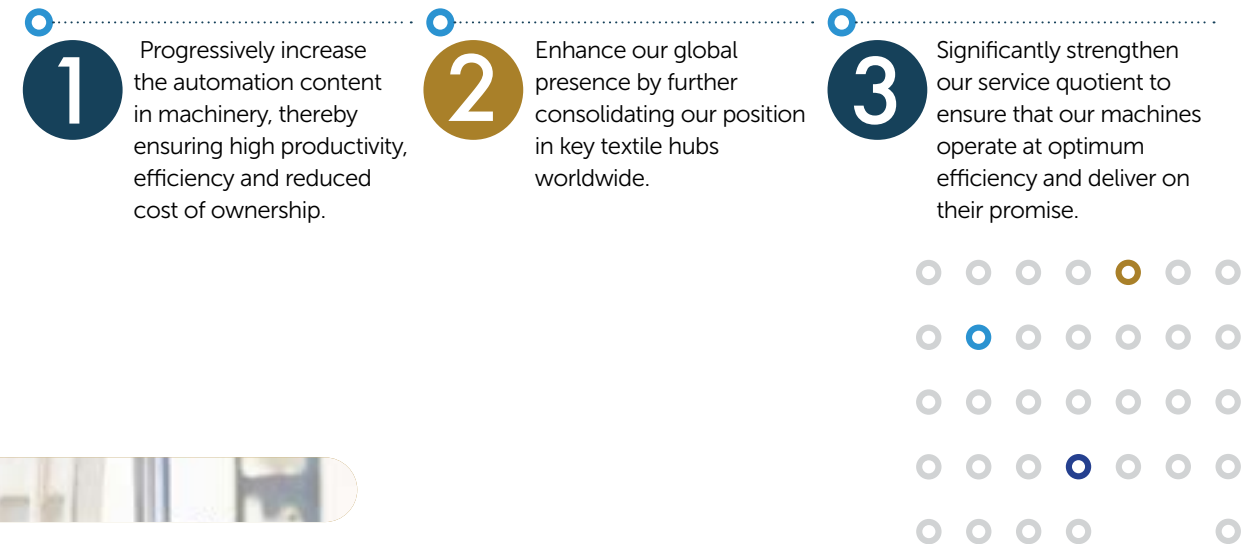 1
Progressively increase
the automation content
in machinery, thereby
ensuring high productivity,
efficiency and reduced
cost of ownership.
2
Enhance our global
presence by further
consolidating our position
in key textile hubs
worldwide.
3
Significantly strengthen
our service quotient to
ensure that our machines
operate at optimum
efficiency and deliver on
their promise.